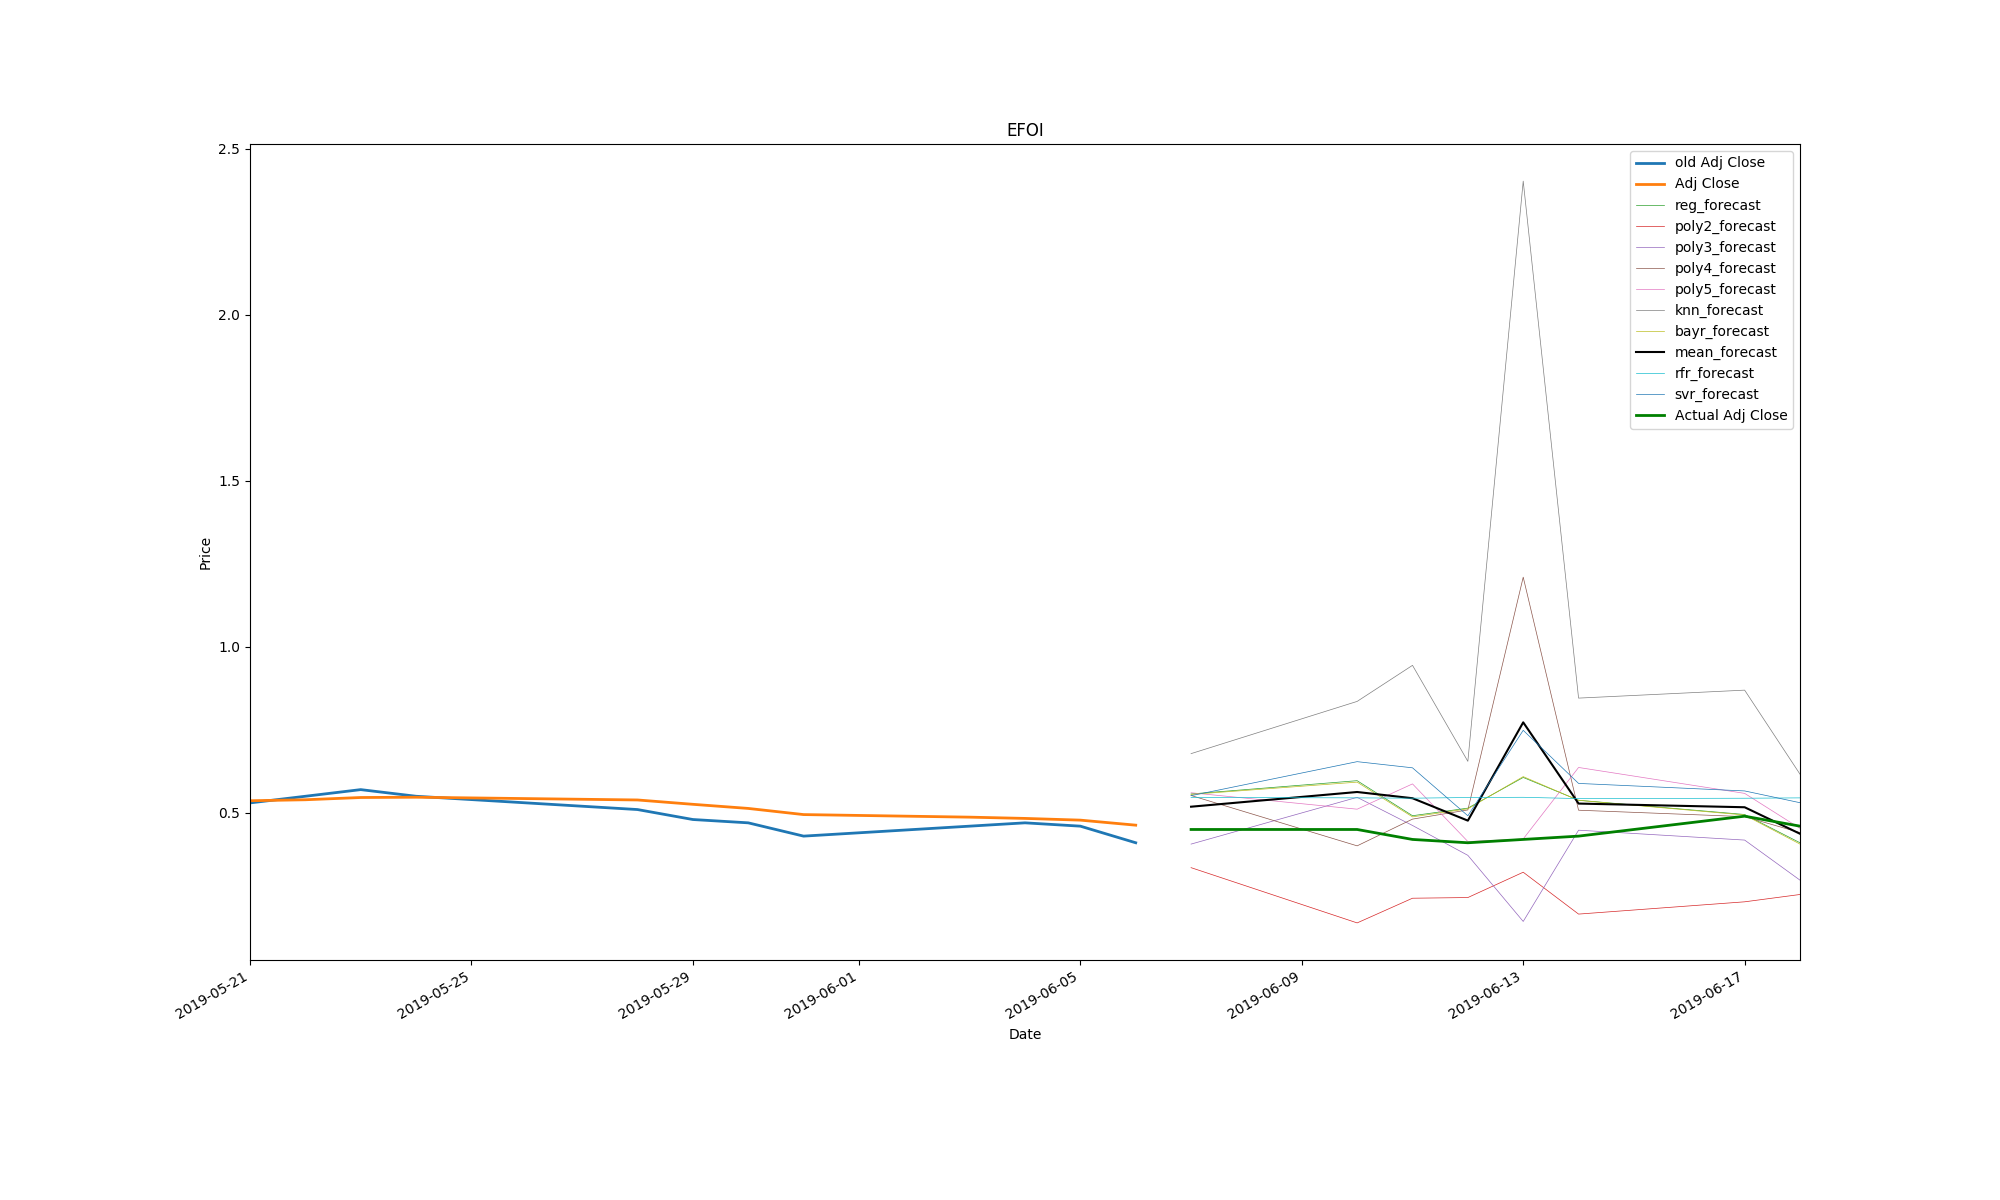 EFOI
2.5
2.0
1.5
1.0
0.5
Price
old Adj Close
Adj Close
reg_forecast
poly2_forecast
poly3_forecast
poly4_forecast
poly5_forecast
knn_forecast
bayr_forecast
mean_forecast
rfr_forecast
svr_forecast
Actual Adj Close
2019-05-21
2019-05-25
2019-05-29
2019-06-01
2019-06-05
2019-06-09
2019-06-13
2019-06-17
Date